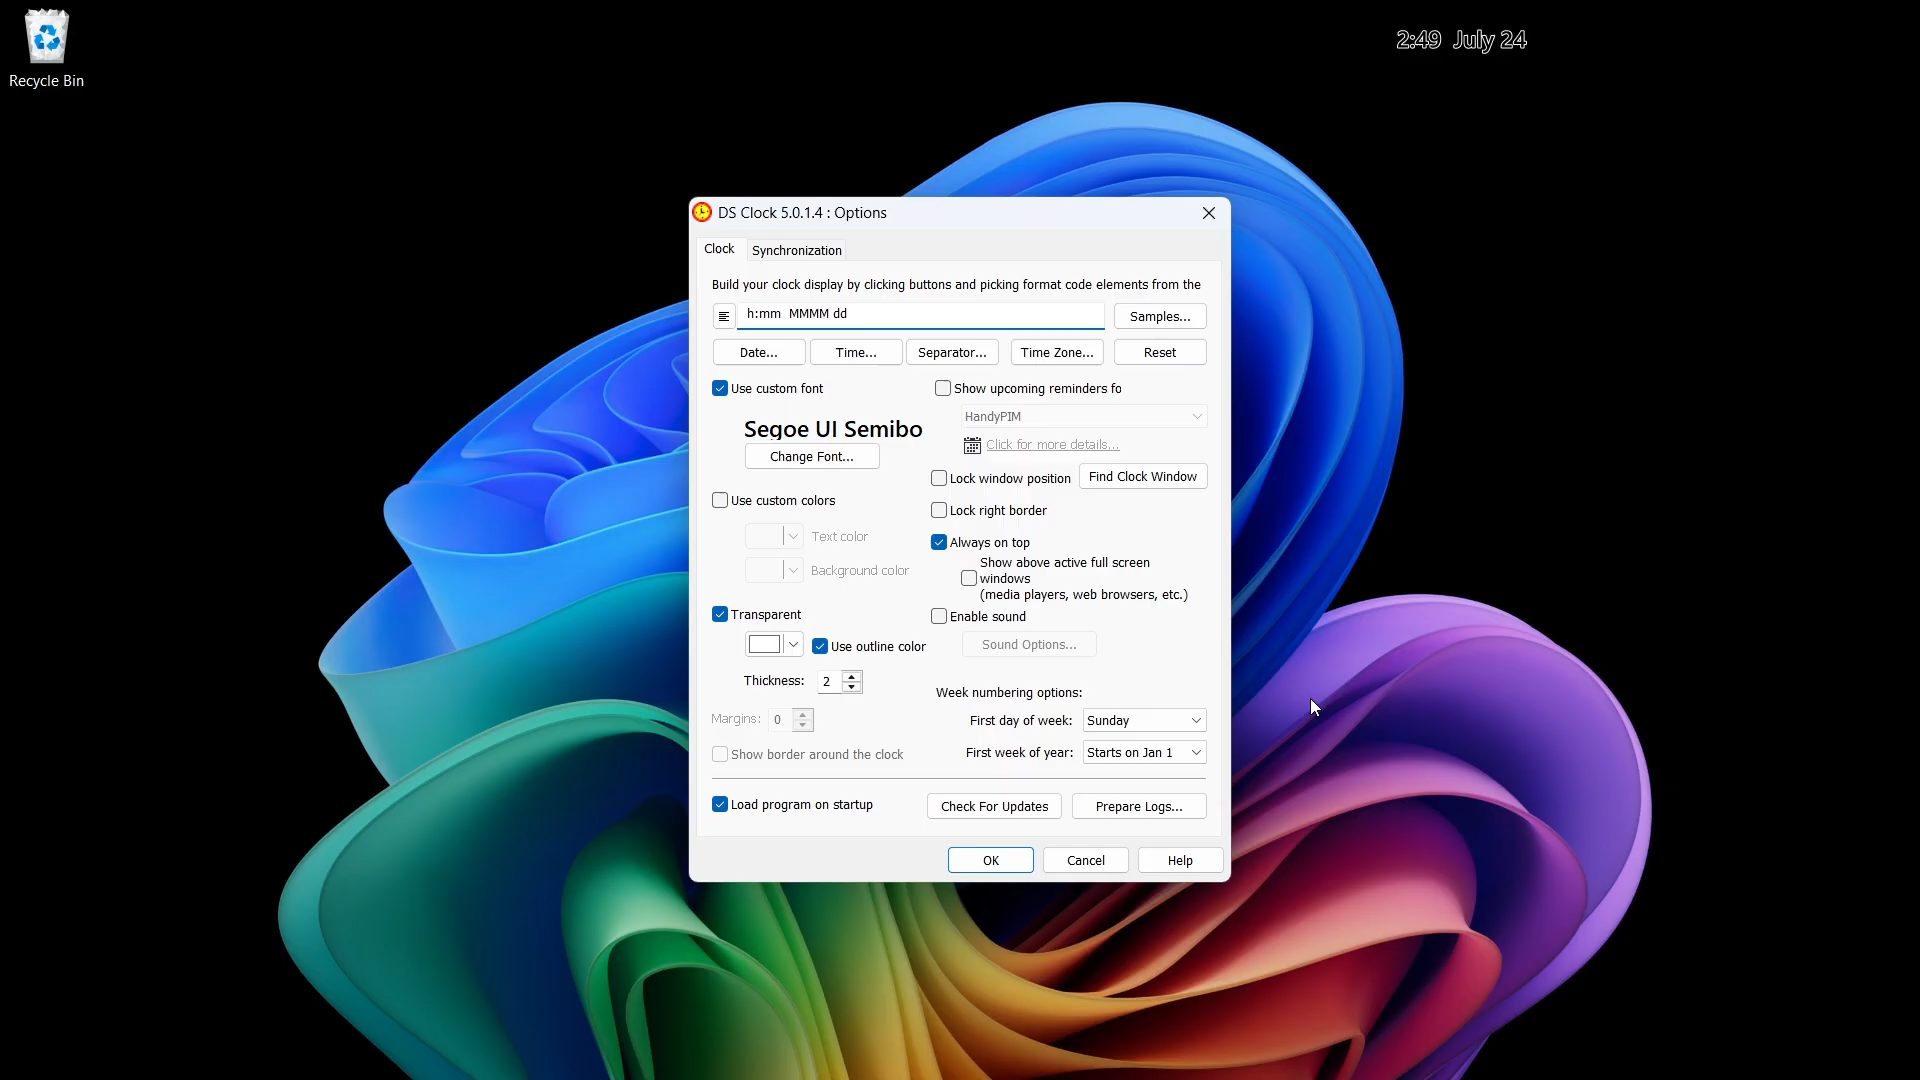 Recycle Bin
2:49 July 24
DS Clock 5.0.1.4 : Options
Clock
Synchronization
Build your clock display by clicking buttons and picking format code elements from the
h:mm  MMMM dd
Samples...
Date...
Time...
Separator...
Time Zone...
Reset
Use custom font
Show upcoming reminders fo
HandyPIM
Segoe UI Semibo
Click for more details...
Change Font...
Lock window position
Find Clock Window
Use custom colors
Lock right border
Text color
Always on top
Background color
Show above active full screen
windows
(media players, web browsers, etc.)
Transparent
Enable sound
Use outline color
Sound Options...
Thickness: 2
Week numbering options:
Margins: 0
First day of week: Sunday
Show border around the clock
First week of year: Starts on Jan 1
Load program on startup
Check For Updates
Prepare Logs...
OK
Cancel
Help